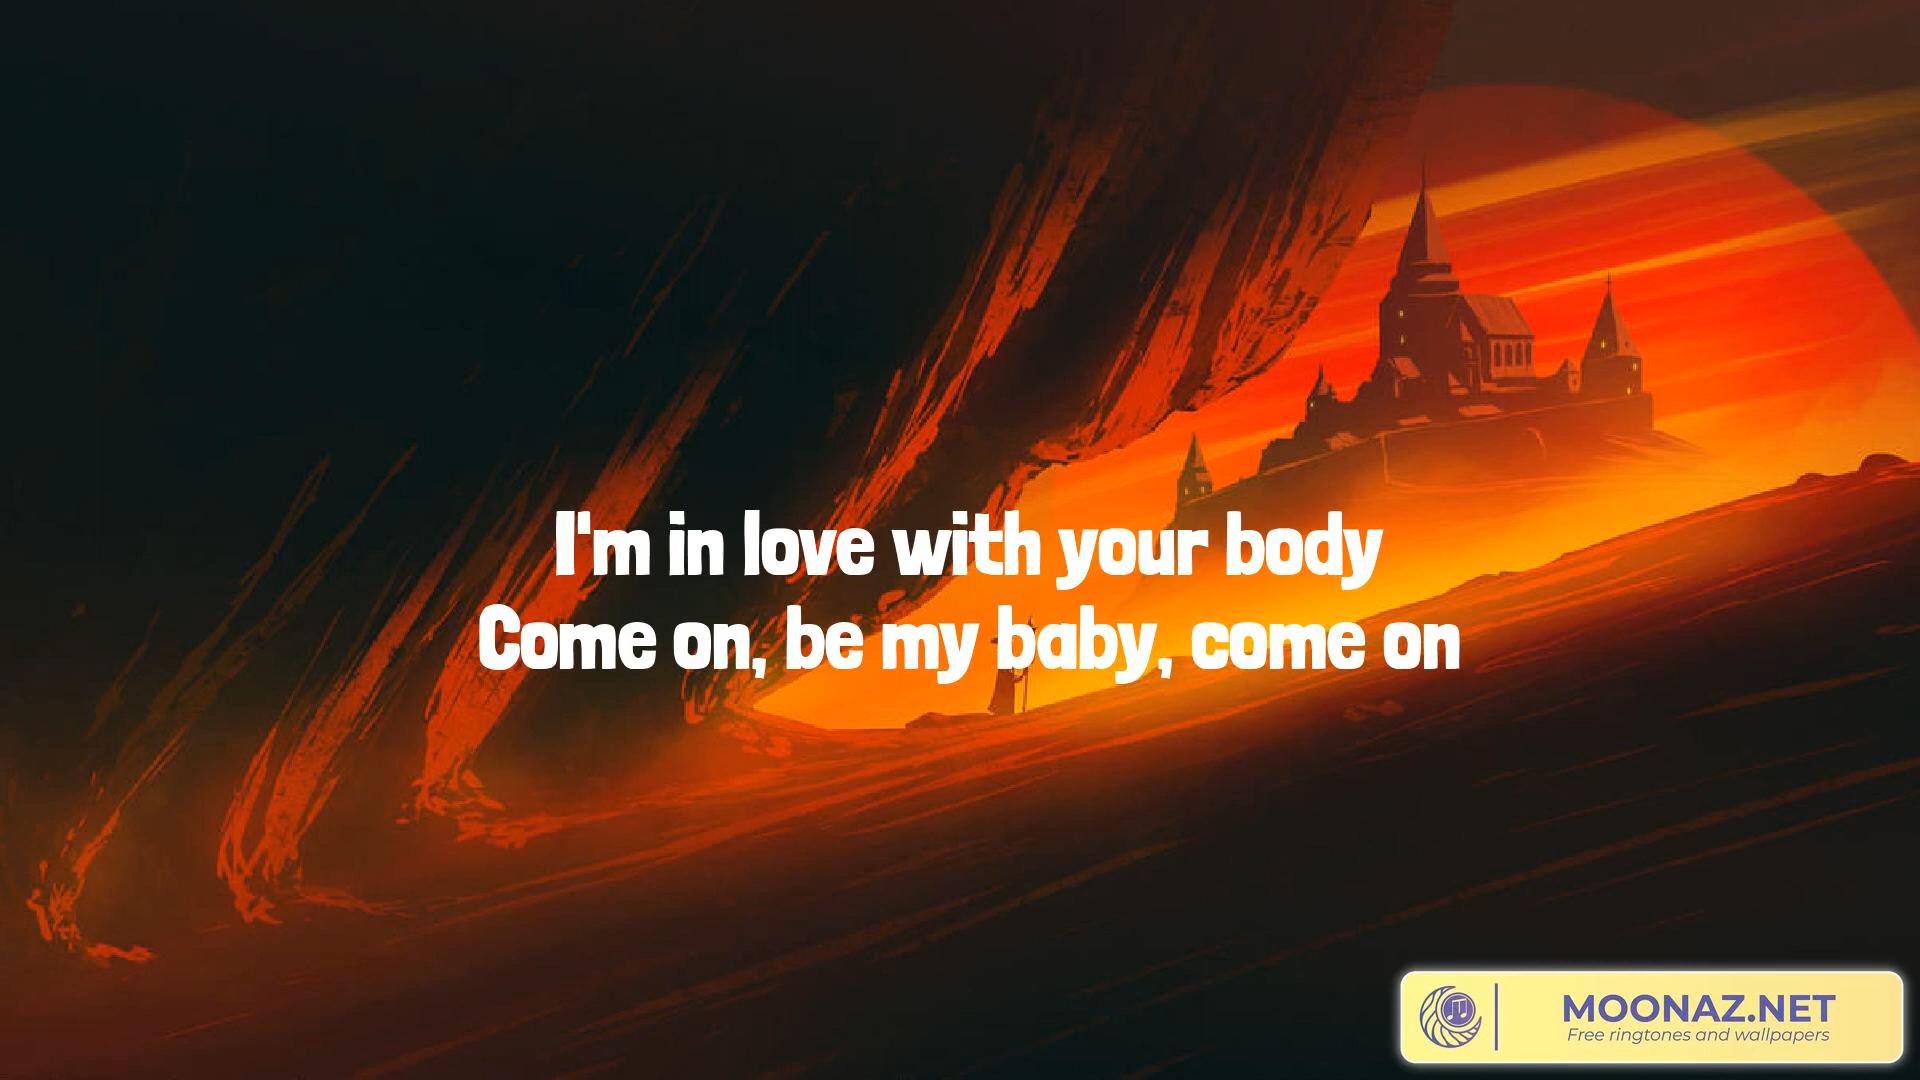 I'm in love with your body
Come on, be my baby, come on
MOONAZ.NET
Free ringtones and wallpapers